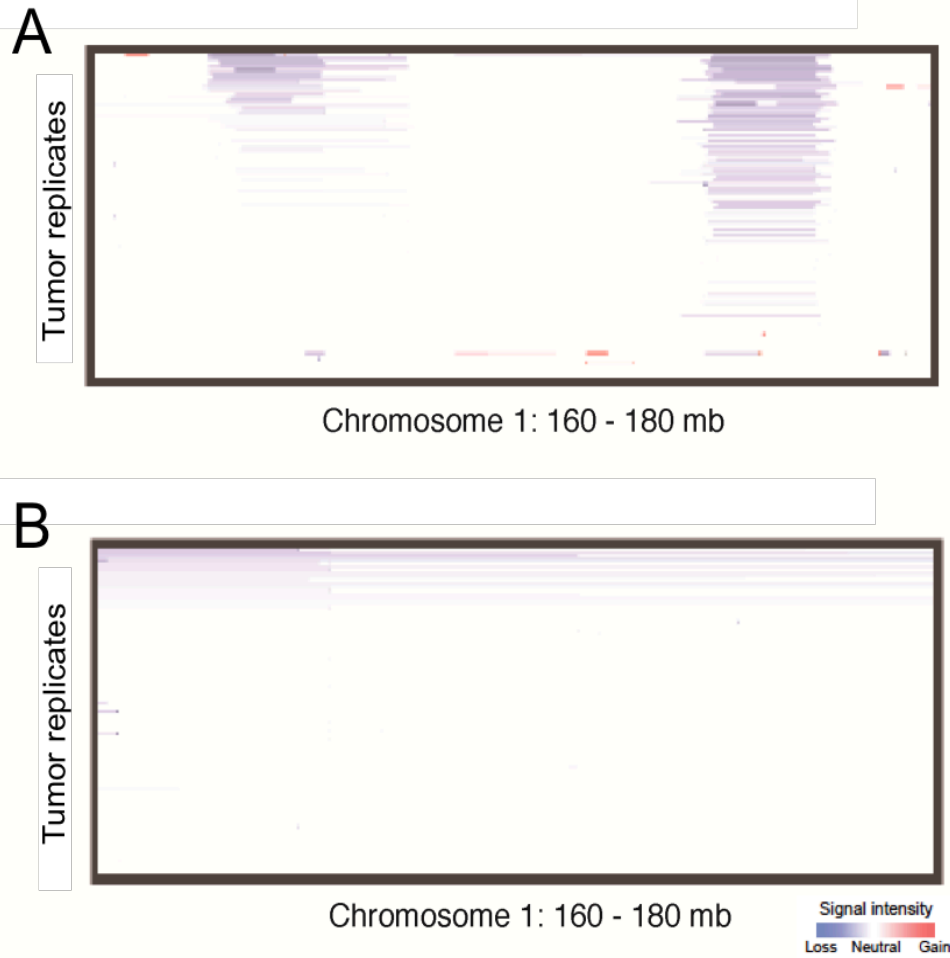 A
Tumor replicates
Chromosome 1: 160 - 180 mb
B
Tumor replicates
Chromosome 1: 160 - 180 mb
Signal intensity
Loss Neutral Gain